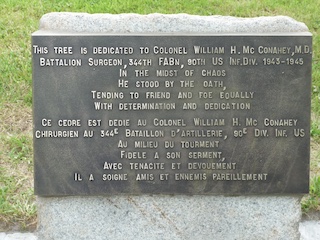 This tree is dedicated to Colonel William H. Mc Conahey, M.D.
Battalion Surgeon, 344th FABn, 90th US Inf.Div. 1943-1945
In the midst of chaos
He stood by the oath,
Tending to friend and foe equally
With determination and dedication
Ce cedre est dédié au Colonel William H. Mc Conahey
Chirurgien au 344e Bataillon d'artillerie, 90e Div. Inf. US
Au milieu du tourment
Fidele a son serment,
Avec tenacite et devouement
Il a soigne amis et ennemis pareillement